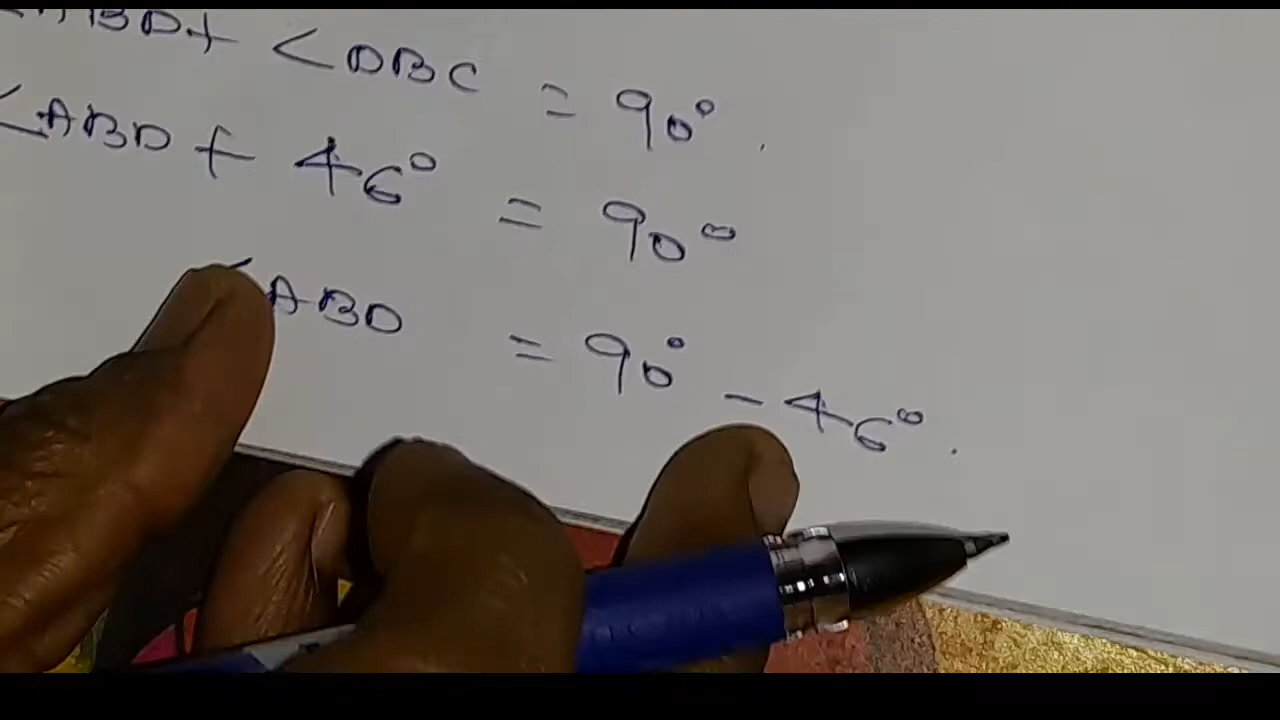 <ABD+ <DBC = 90°.
<ABD + 46° = 90°
<ABD = 90° - 46°.